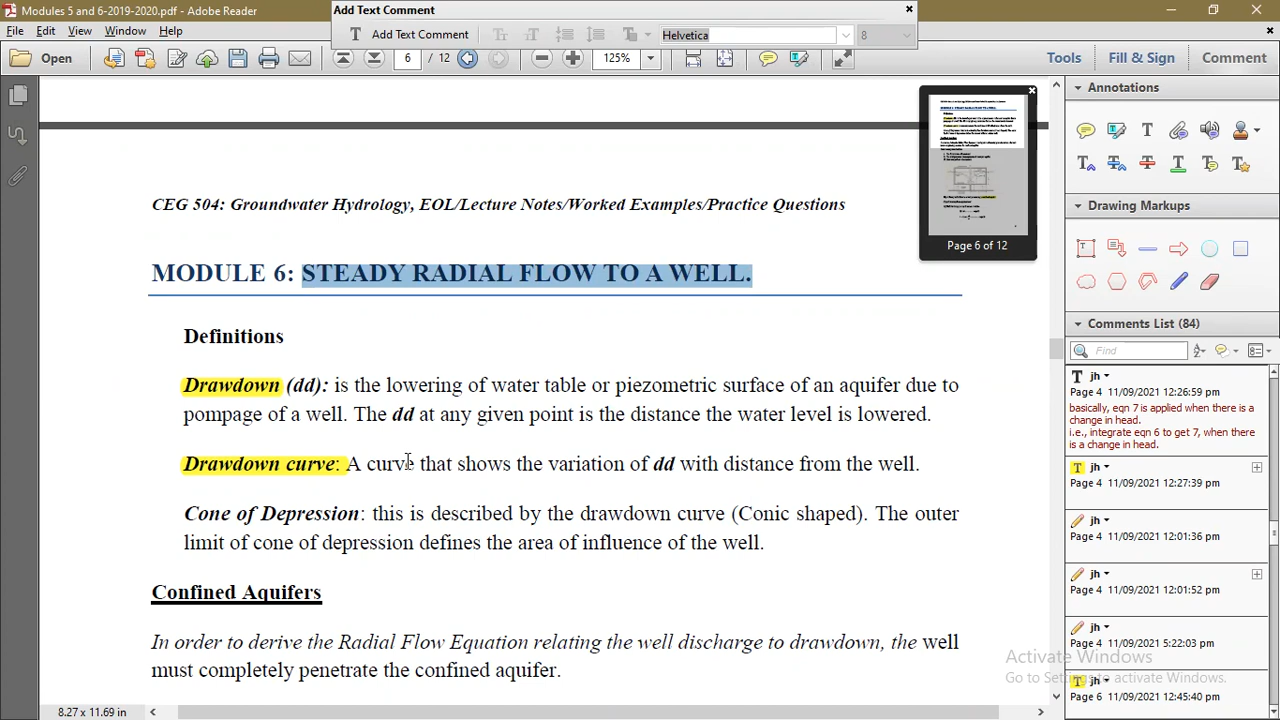 Modules 5 and 6-2019-2020.pdf - Adobe Reader
Add Text Comment
File Edit View Window Help
T Add Text Comment
Helvetica
8
Open
6 / 12
125%
Tools
Fill & Sign
Comment
Annotations
CEG 504: Groundwater Hydrology, EOL/Lecture Notes/Worked Examples/Practice Questions
MODULE 6: STEADY RADIAL FLOW TO A WELL.
Definitions
Drawdown (dd): is the lowering of water table or piezometric surface of an aquifer due to
pompage of a well. The dd at any given point is the distance the water level is lowered.
Drawdown curve: A curve that shows the variation of dd with distance from the well.
Cone of Depression: this is described by the drawdown curve (Conic shaped). The outer
limit of cone of depression defines the area of influence of the well.
Confined Aquifers
In order to derive the Radial Flow Equation relating the well discharge to drawdown, the well
must completely penetrate the confined aquifer.
8.27 x 11.69 in
Page 6 of 12
Drawing Markups
Comments List (84)
Find
jh
Page 4 11/09/2021 12:26:59 pm
basically, eqn 7 is applied when there is a
change in head.
i.e., integrate eqn 6 to get 7, when there
is a change in head.
jh
Page 4 11/09/2021 12:27:39 pm
jh
Page 4 11/09/2021 12:01:36 pm
jh
Page 4 11/09/2021 12:01:52 pm
jh
Page 4 11/09/2021 5:22:03 pm
jh
Page 6 11/09/2021 12:45:40 pm
Activate Windows
Go to Settings to activate Windows.